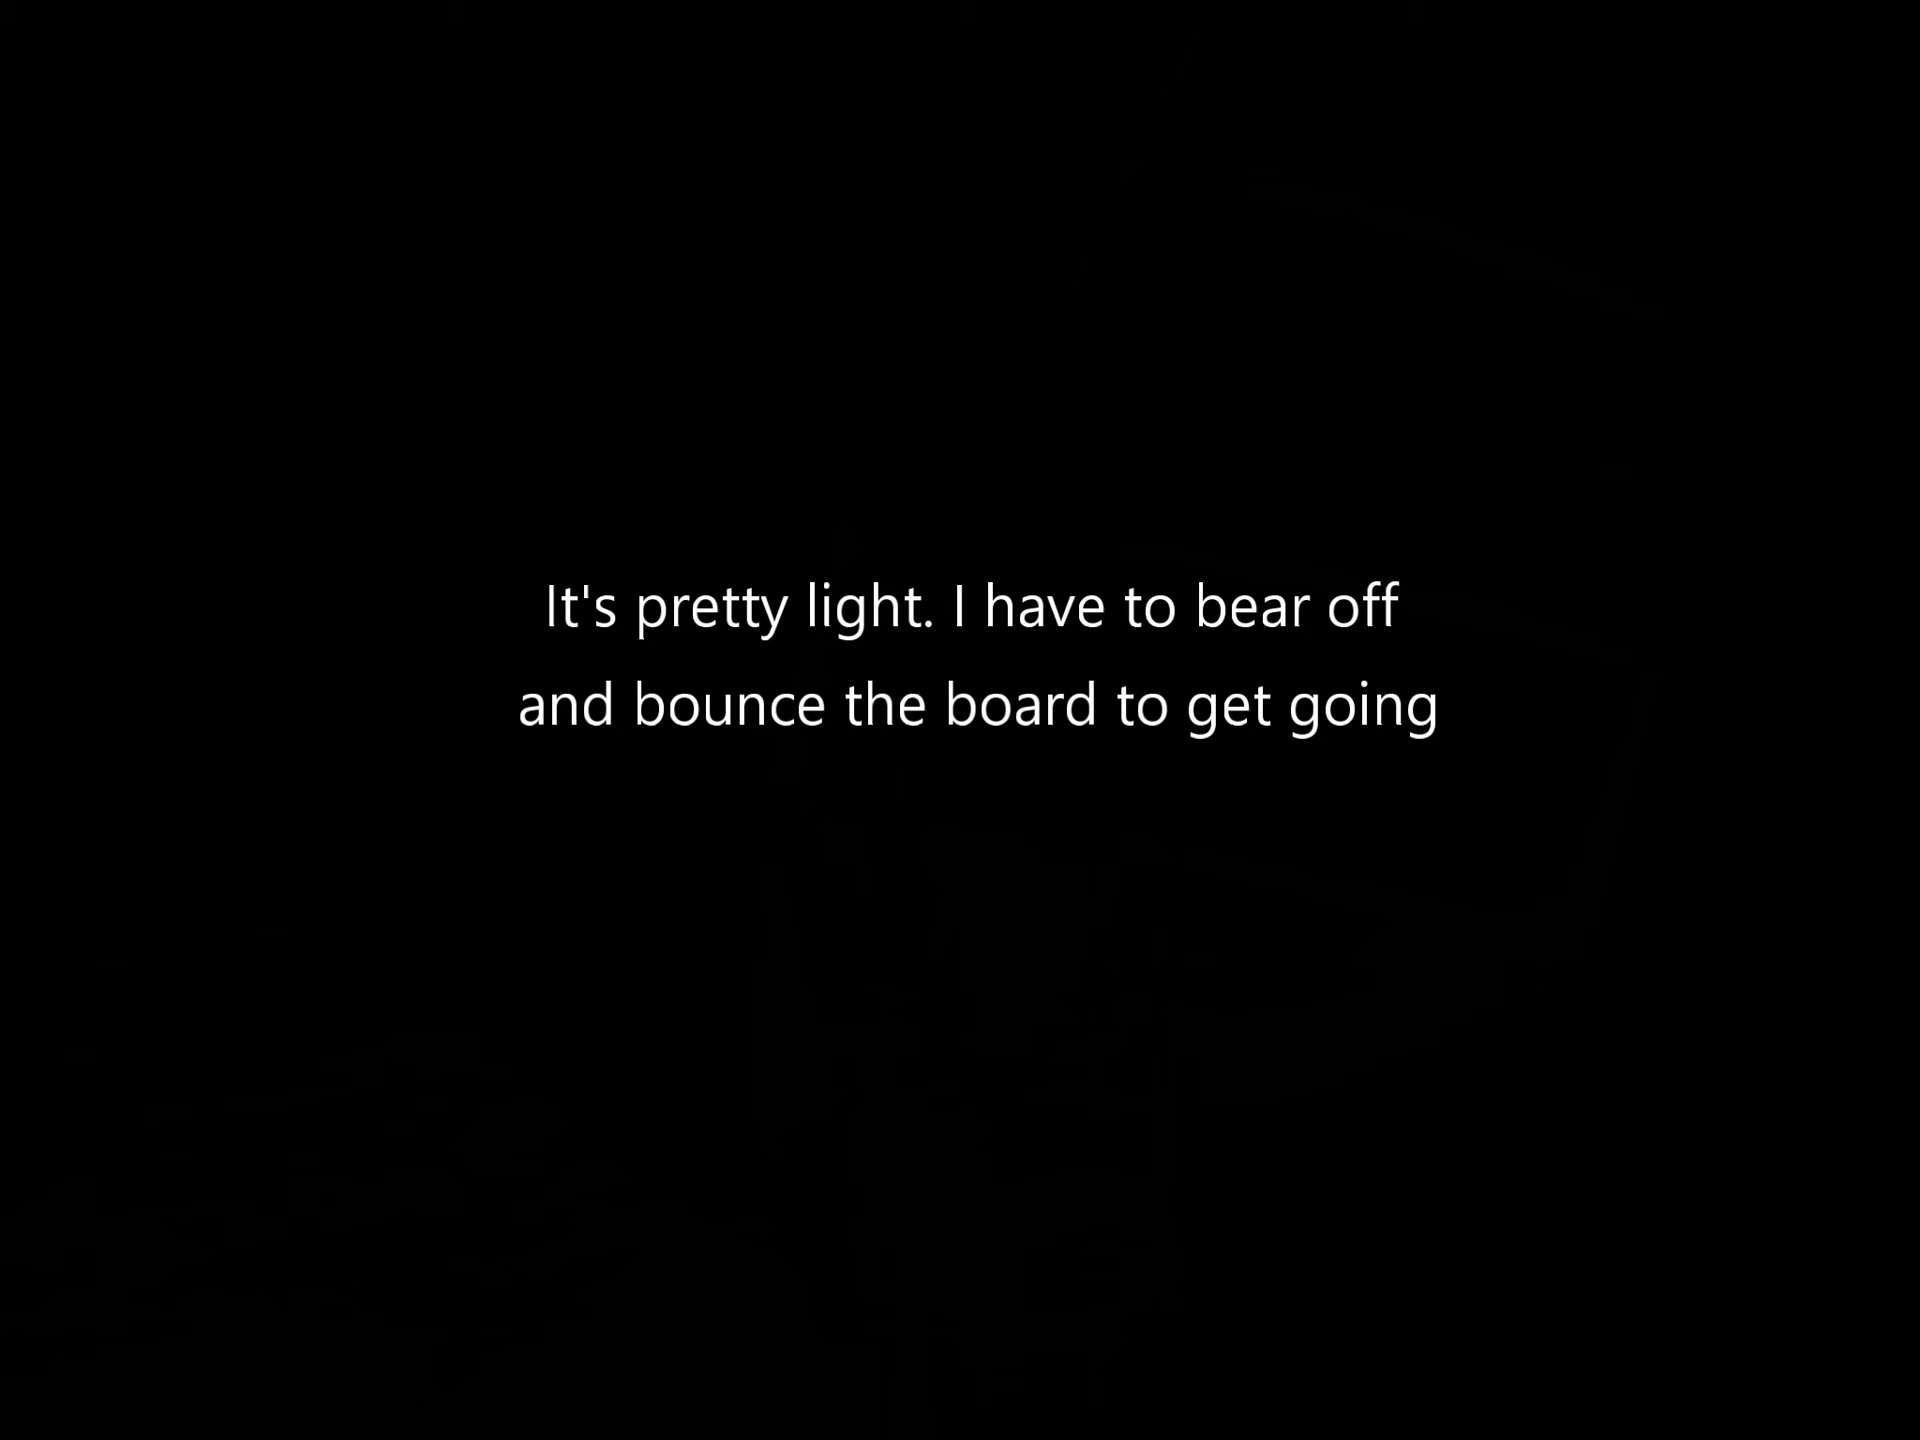 It's pretty light. I have to bear off
and bounce the board to get going